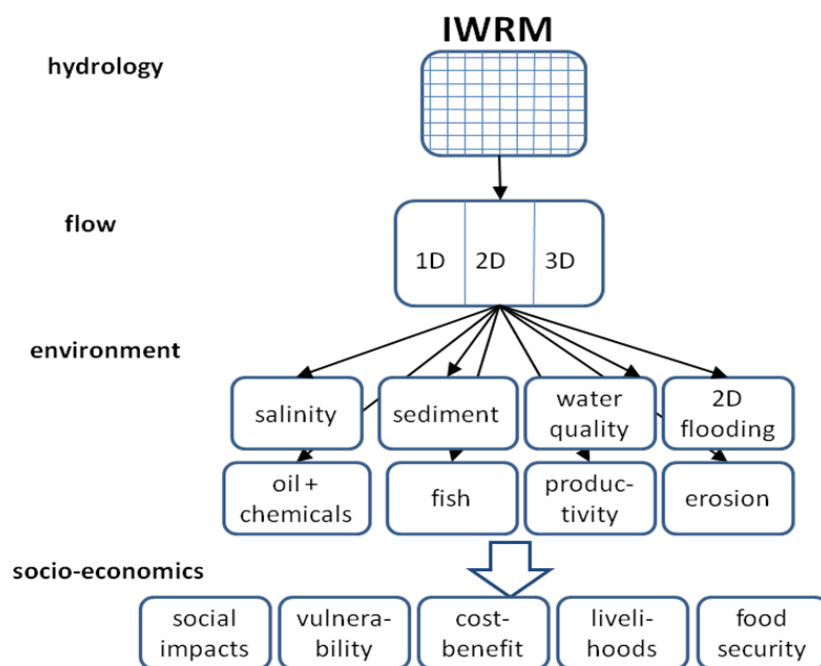 IWRM
hydrology
flow
1D 2D 3D
environment
salinity
sediment
water
quality
2D
flooding
oil +
chemicals
fish
produc-
tivity
erosion
socio-economics
social
impacts
vulnera-
bility
cost-
benefit
liveli-
hoods
food
security